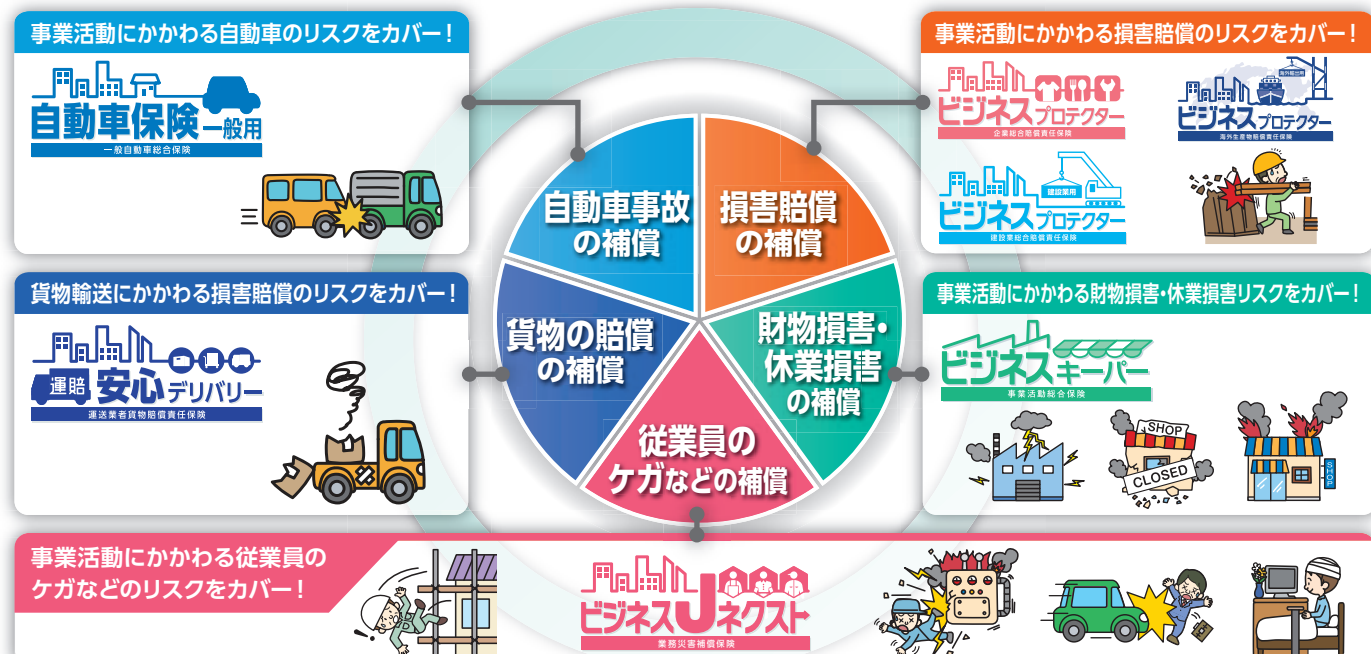 事業活動にかかわる自動車のリスクをカバー!
自動車保険 一般用
一般自動車総合保険
事業活動にかかわる損害賠償のリスクをカバー!
ビジネスプロテクター
企業総合賠償責任保険
海外輸出用
ビジネスプロテクター
海外生産物賠償責任保険
建設業用
ビジネスプロテクター
建設業総合賠償責任保険
自動車事故
の補償
損害賠償
の補償
貨物の賠償
の補償
財物損害・
休業損害
の補償
従業員の
ケガなどの補償
貨物輸送にかかわる損害賠償のリスクをカバー!
運賠 安心デリバリー
運送業者貨物賠償責任保険
事業活動にかかわる財物損害・休業損害リスクをカバー!
ビジネスキーパー
事業活動総合保険
SHOP
CLOSED
SHOP
事業活動にかかわる従業員の
ケガなどのリスクをカバー!
ビジネスJネクスト
業務災害補償保険